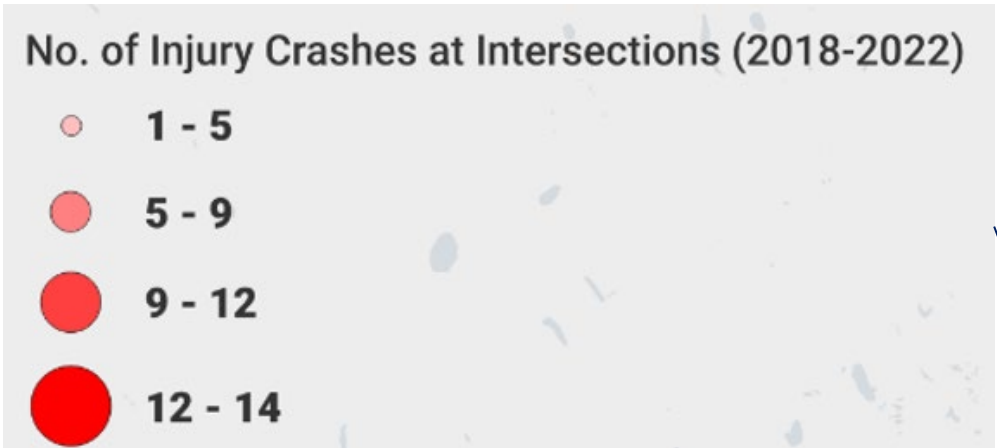 No. of Injury Crashes at Intersections (2018-2022)
1 - 5
5 - 9
9 - 12
12 - 14